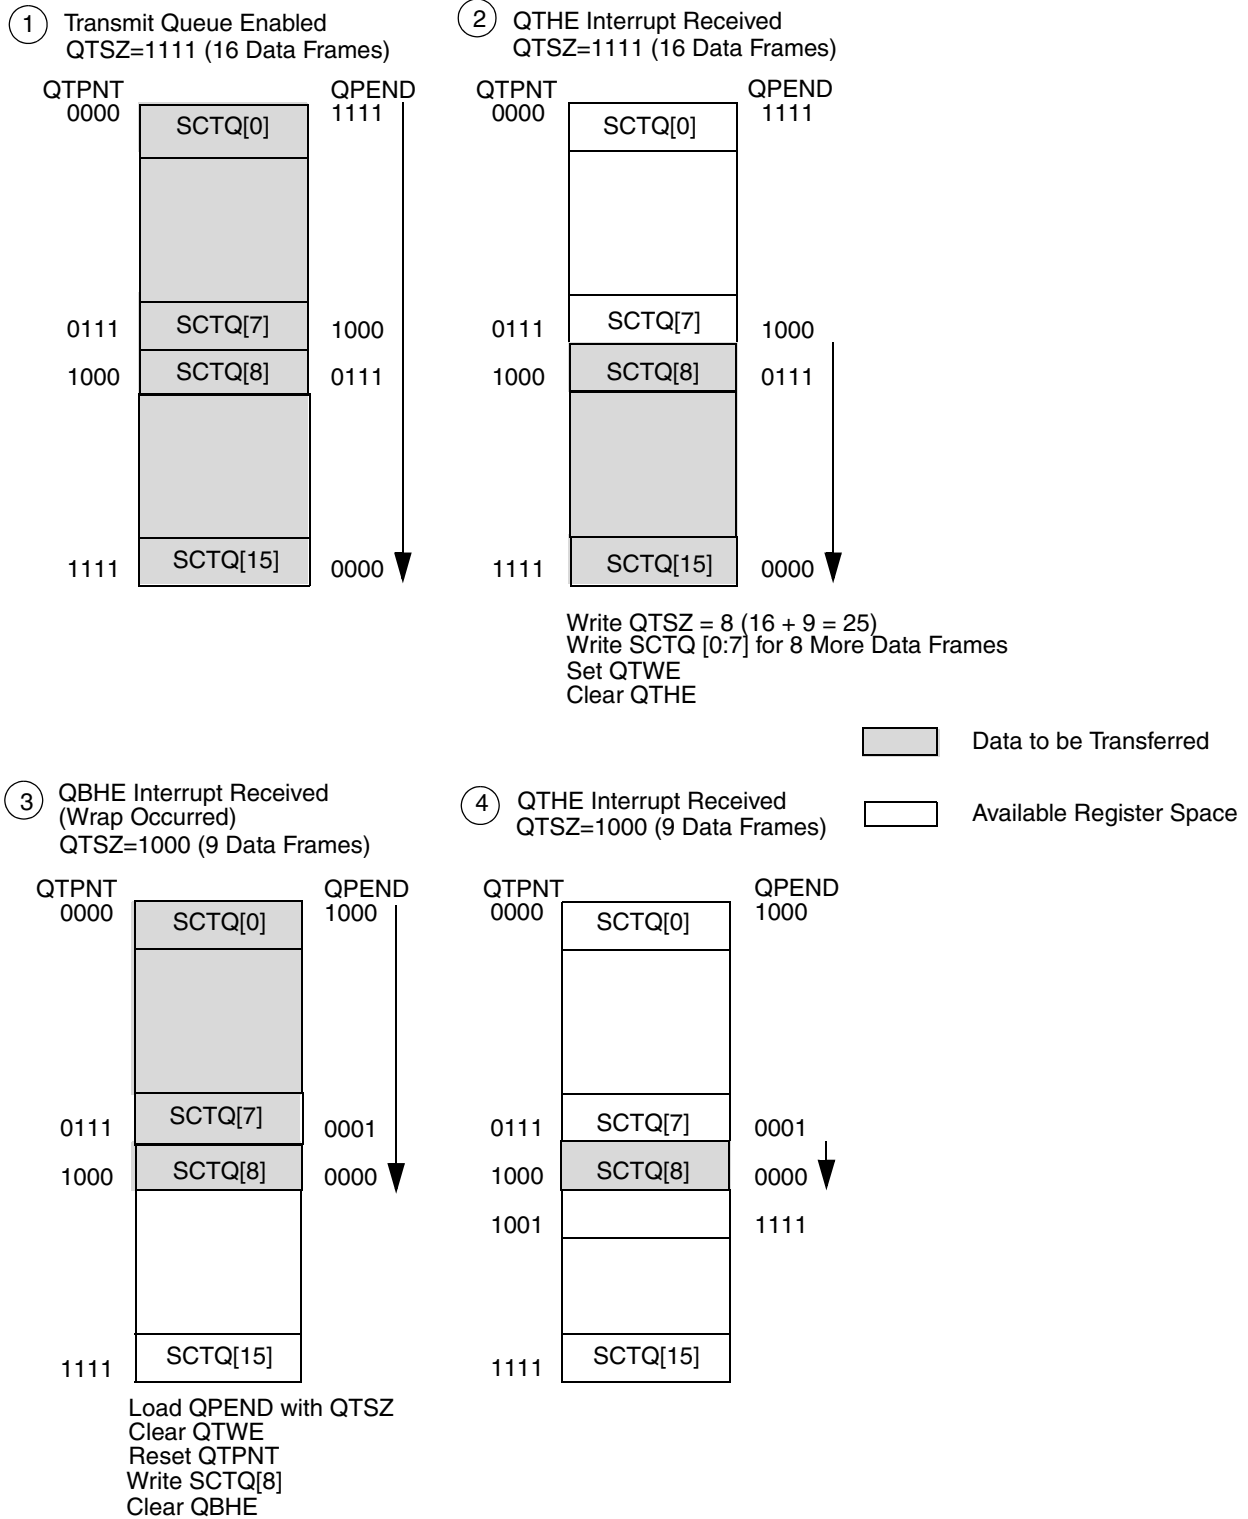 1 Transmit Queue Enabled
QTSZ=1111 (16 Data Frames)
QTPNT QPEND
0000 SCTQ[0] 1111
0111 SCTQ[7] 1000
1000 SCTQ[8] 0111
1111 SCTQ[15] 0000
2 QTHE Interrupt Received
QTSZ=1111 (16 Data Frames)
QTPNT QPEND
0000 SCTQ[0] 1111
0111 SCTQ[7] 1000
1000 SCTQ[8] 0111
1111 SCTQ[15] 0000
Write QTSZ = 8 (16 + 9 = 25)
Write SCTQ [0:7] for 8 More Data Frames
Set QTWE
Clear QTHE
Data to be Transferred
Available Register Space
3 QBHE Interrupt Received
(Wrap Occurred)
QTSZ=1000 (9 Data Frames)
QTPNT QPEND
0000 SCTQ[0] 1000
0111 SCTQ[7] 0001
1000 SCTQ[8] 0000
1111 SCTQ[15]
Load QPEND with QTSZ
Clear QTWE
Reset QTPNT
Write SCTQ[8]
Clear QBHE
4 QTHE Interrupt Received
QTSZ=1000 (9 Data Frames)
QTPNT QPEND
0000 SCTQ[0] 1000
0111 SCTQ[7] 0001
1000 SCTQ[8] 0000
1001 1111
1111 SCTQ[15]